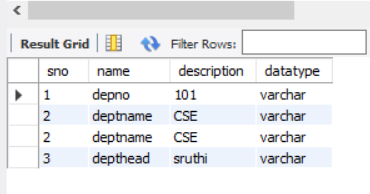 Result Grid Filter Rows:
sno name description datatype
1 depno 101 varchar
2 deptname CSE varchar
2 deptname CSE varchar
3 depthead sruthi varchar